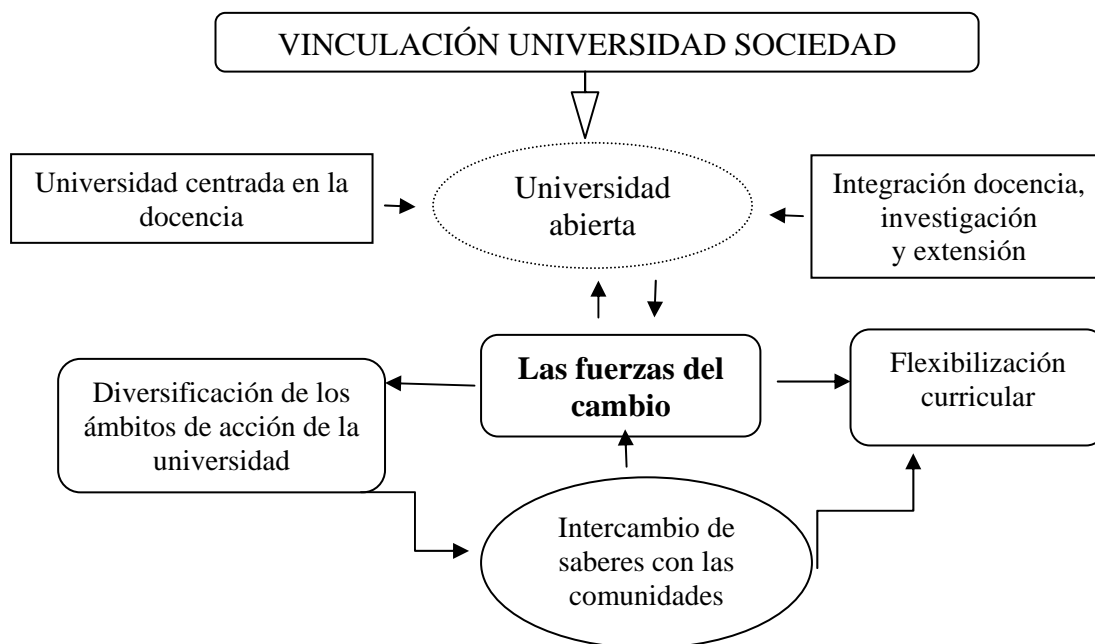 VINCULACIÓN UNIVERSIDAD SOCIEDAD
Universidad centrada en la
docencia
Universidad
abierta
Integración docencia,
investigación
y extensión
Diversificación de los
ámbitos de acción de la
universidad
Las fuerzas del
cambio
Flexibilización
curricular
Intercambio de
saberes con las
comunidades